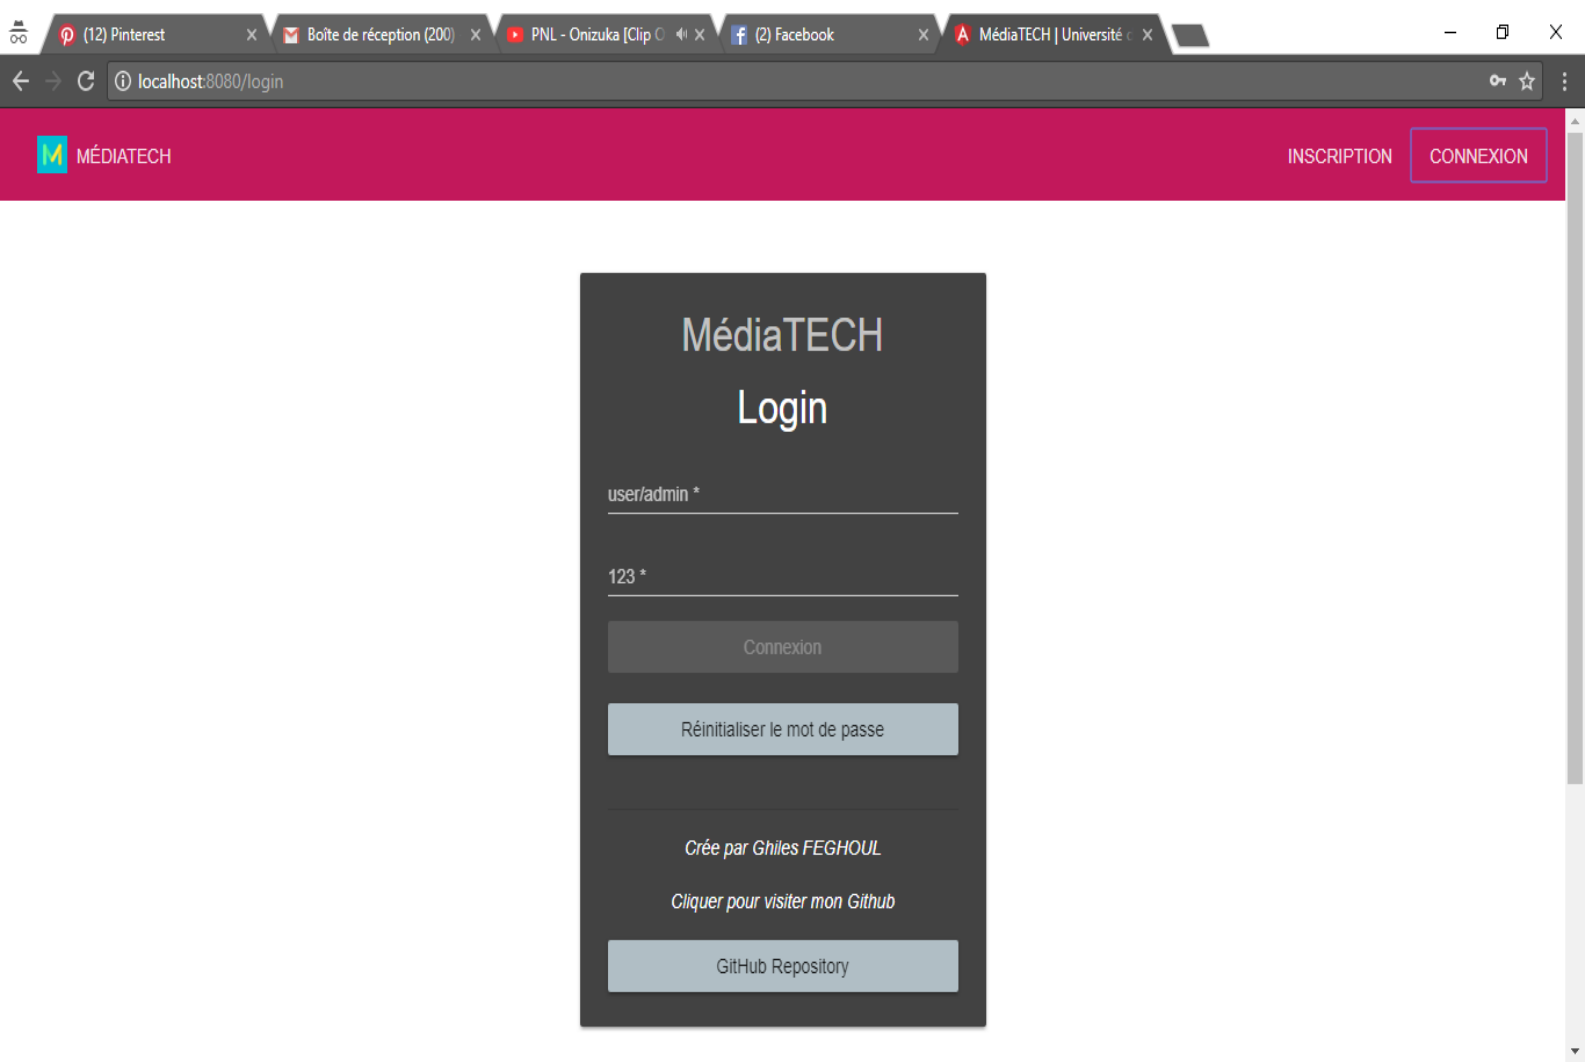 (12) Pinterest
Boîte de réception (200)
PNL - Onizuka [Clip O
(2) Facebook
MédiaTECH | Université
localhost:8080/login
M MÉDIATECH
INSCRIPTION
CONNEXION
MédiaTECH
Login
user/admin *
123 *
Connexion
Réinitialiser le mot de passe
Crée par Ghiles FEGHOUL
Cliquer pour visiter mon Github
GitHub Repository